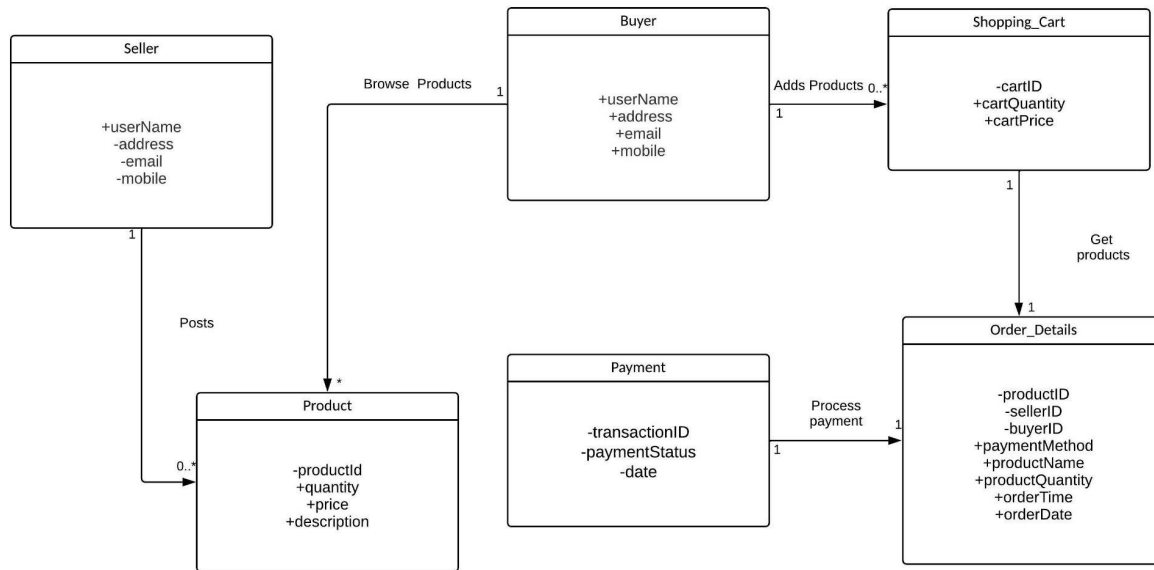 Seller
+userName
-address
-email
-mobile
1
Posts
0..*
Browse Products
1
*
Buyer
+userName
+address
+email
+mobile
Adds Products
1
0..*
Shopping_Cart
-cartID
+cartQuantity
+cartPrice
1
Get
products
1
Product
-productId
+quantity
+price
+description
Payment
-transactionID
-paymentStatus
-date
1
Process
payment
1
Order_Details
-productID
-sellerID
-buyerID
+paymentMethod
+productName
+productQuantity
+orderTime
+orderDate